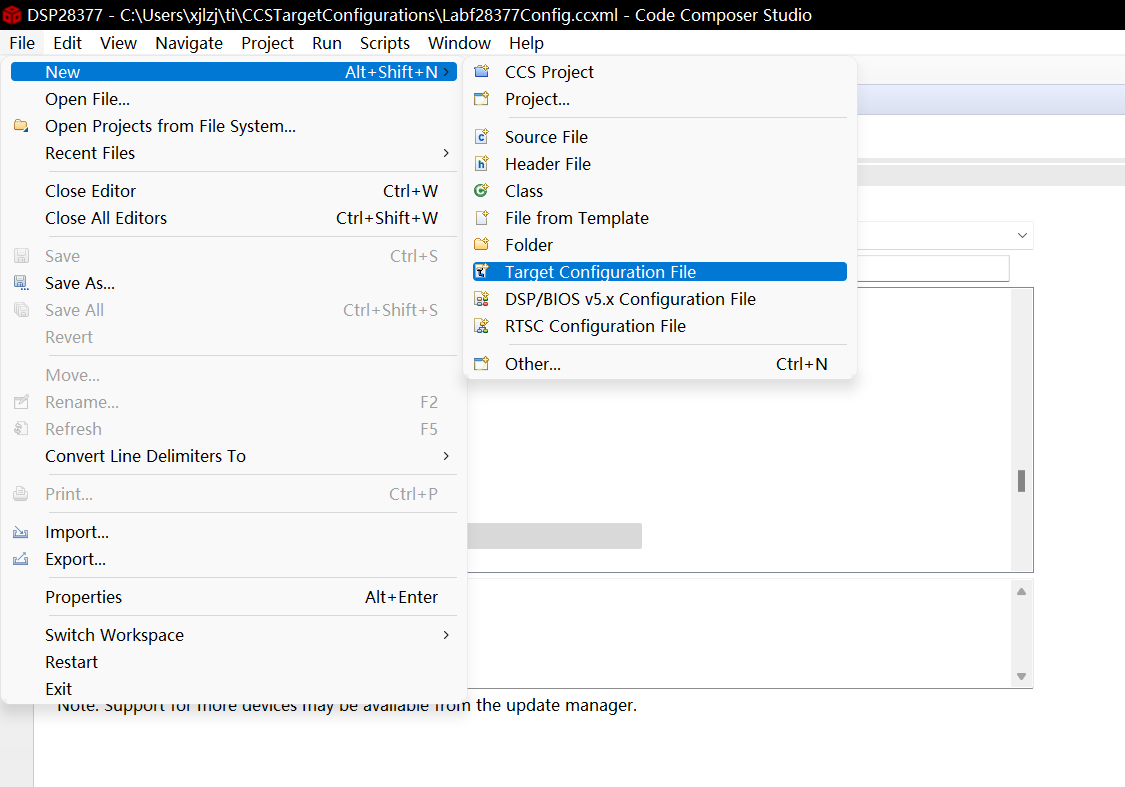 DSP28377 - C:\Users\xjlzj\ti\CCSTargetConfigurations\Labf28377Config.ccxml - Code Composer Studio
File Edit View Navigate Project Run Scripts Window Help
New Alt+Shift+N
Open File...
Open Projects from File System...
Recent Files
Close Editor Ctrl+W
Close All Editors Ctrl+Shift+W
Save Ctrl+S
Save As...
Save All Ctrl+Shift+S
Revert
Move...
Rename... F2
Refresh F5
Convert Line Delimiters To
Print... Ctrl+P
Import...
Export...
Properties Alt+Enter
Switch Workspace
Restart
Exit
CCS Project
Project...
Source File
Header File
Class
File from Template
Folder
Target Configuration File
DSP/BIOS v5.x Configuration File
RTSC Configuration File
Other... Ctrl+N
Note: Support for more devices may be available from the update manager.